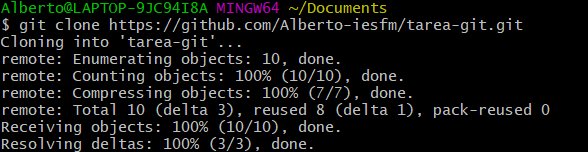 Alberto@LAPTOP-9JC94I8A MINGW64 ~/Documents
$ git clone https://github.com/Alberto-iesfm/tarea-git.git
Cloning into 'tarea-git'...
remote: Enumerating objects: 10, done.
remote: Counting objects: 100% (10/10), done.
remote: Compressing objects: 100% (7/7), done.
remote: Total 10 (delta 3), reused 8 (delta 1), pack-reused 0
Receiving objects: 100% (10/10), done.
Resolving deltas: 100% (3/3), done.